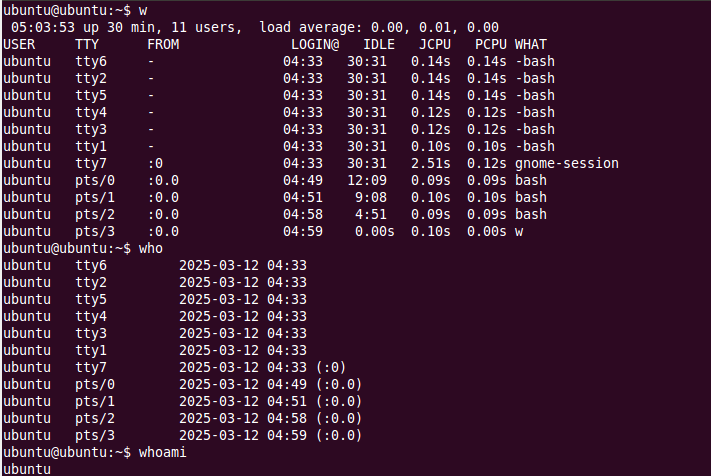 ubuntu@ubuntu:~$ w
 05:03:53 up 30 min, 11 users,  load average: 0.00, 0.01, 0.00
USER     TTY      FROM              LOGIN@   IDLE   JCPU   PCPU WHAT
ubuntu   tty6     -                04:33   30:31   0.14s  0.14s -bash
ubuntu   tty2     -                04:33   30:31   0.14s  0.14s -bash
ubuntu   tty5     -                04:33   30:31   0.14s  0.14s -bash
ubuntu   tty4     -                04:33   30:31   0.12s  0.12s -bash
ubuntu   tty3     -                04:33   30:31   0.12s  0.12s -bash
ubuntu   tty1     -                04:33   30:31   0.10s  0.10s -bash
ubuntu   tty7     :0               04:33   30:31   2.51s  0.12s gnome-session
ubuntu   pts/0    :0.0             04:49   12:09   0.09s  0.09s bash
ubuntu   pts/1    :0.0             04:51    9:08   0.10s  0.10s bash
ubuntu   pts/2    :0.0             04:58    4:51   0.09s  0.09s bash
ubuntu   pts/3    :0.0             04:59    0.00s  0.10s  0.00s w
ubuntu@ubuntu:~$ who
ubuntu   tty6         2025-03-12 04:33
ubuntu   tty2         2025-03-12 04:33
ubuntu   tty5         2025-03-12 04:33
ubuntu   tty4         2025-03-12 04:33
ubuntu   tty3         2025-03-12 04:33
ubuntu   tty1         2025-03-12 04:33
ubuntu   tty7         2025-03-12 04:33 (:0)
ubuntu   pts/0        2025-03-12 04:49 (:0.0)
ubuntu   pts/1        2025-03-12 04:51 (:0.0)
ubuntu   pts/2        2025-03-12 04:58 (:0.0)
ubuntu   pts/3        2025-03-12 04:59 (:0.0)
ubuntu@ubuntu:~$ whoami
ubuntu